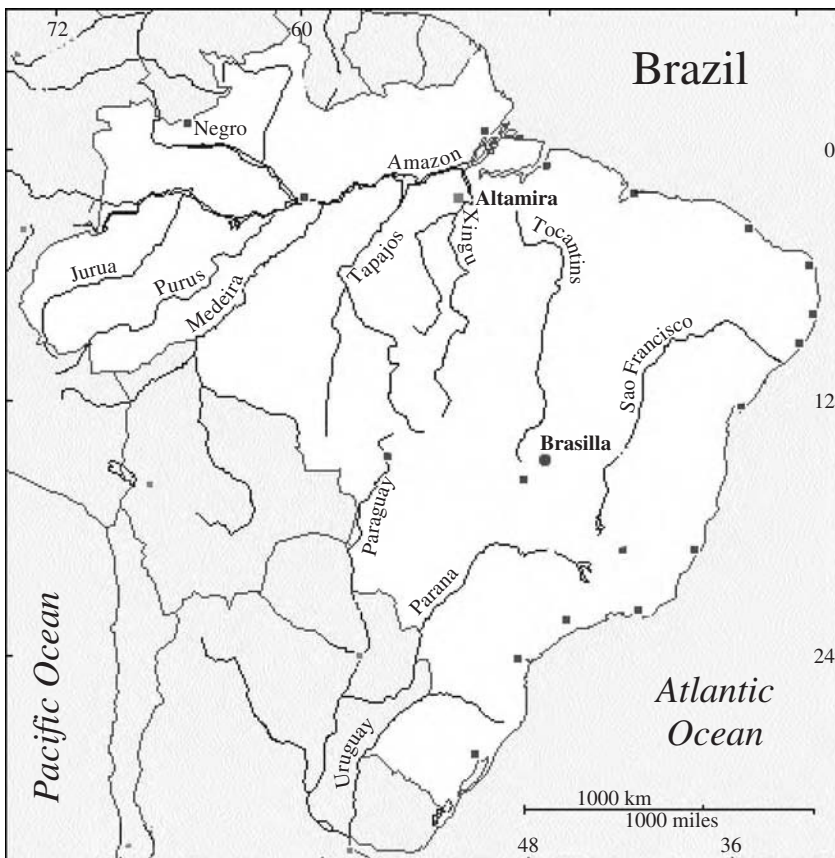 72
60
Brazil
Negro
0
Amazon
Altamira
Xingu
Tocantins
Tapajos
Jurua
Purus
Medeira
Sao Francisco
12
Brasilla
Paraguay
Parana
24
Pacific Ocean
Atlantic
Ocean
Uruguay
1000 km
1000 miles
48
36